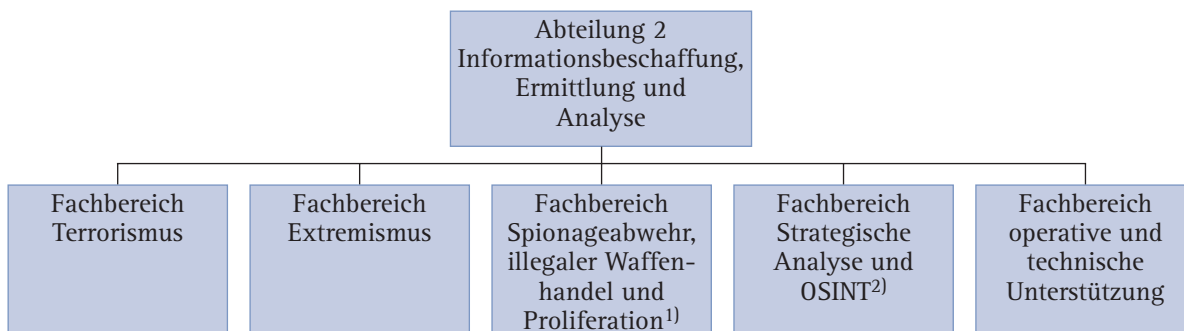 Abteilung 2
Informationsbeschaffung,
Ermittlung und
Analyse
Fachbereich
Terrorismus
Fachbereich
Extremismus
Fachbereich
Spionageabwehr,
illegaler Waffen-
handel und
Proliferation1)
Fachbereich
Strategische
Analyse und
OSINT2)
Fachbereich
operative und
technische
Unterstützung